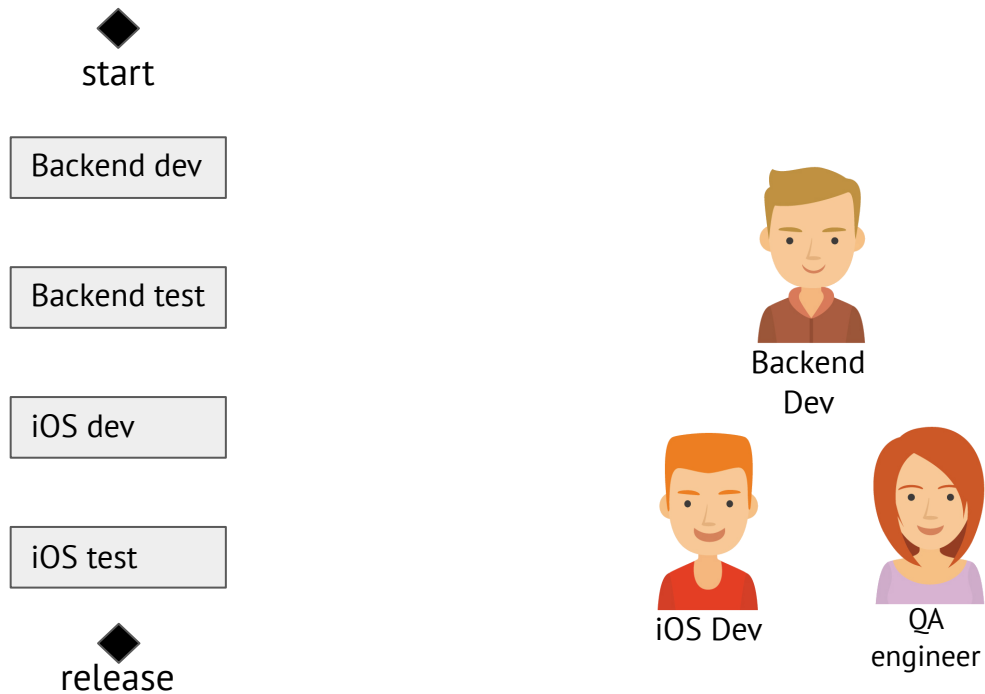 start
Backend dev
Backend test
iOS dev
iOS test
release
Backend
Dev
iOS Dev
QA
engineer